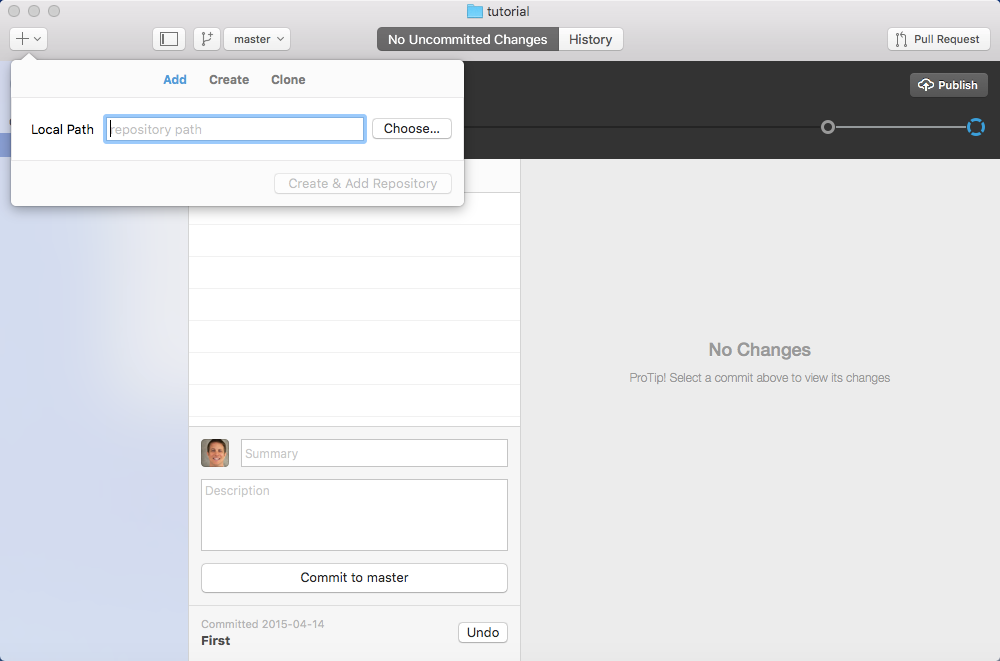 tutorial
master
No Uncommitted Changes
History
Pull Request
Add
Create
Clone
Publish
Local Path
repository path
Choose...
Create & Add Repository
No Changes
ProTip! Select a commit above to view its changes
Summary
Description
Commit to master
Committed 2015-04-14
First
Undo